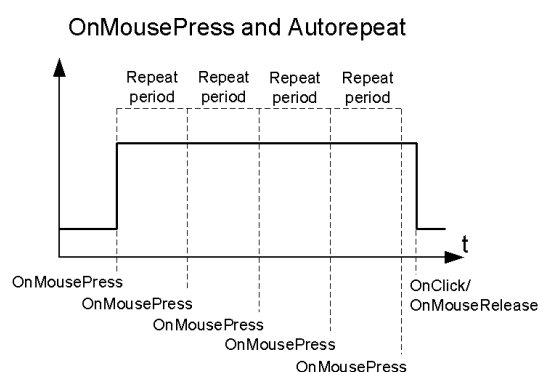 OnMousePress and Autorepeat
Repeat period
Repeat period
Repeat period
Repeat period
t
OnMousePress
OnMousePress
OnMousePress
OnMousePress
OnMousePress
OnClick/
OnMouseRelease